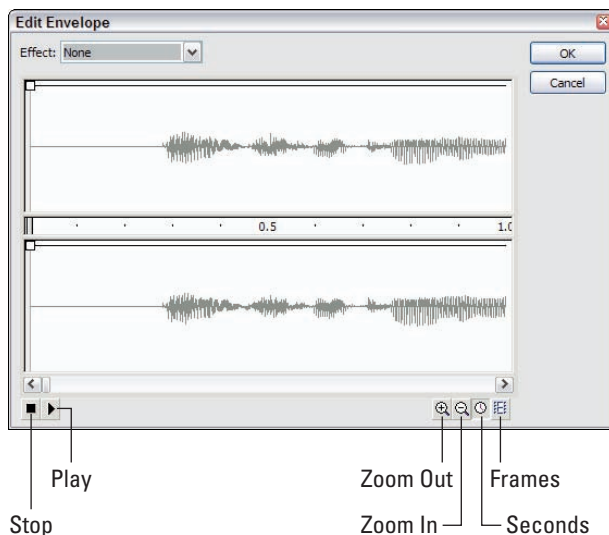 Edit Envelope
Effect: None
OK
Cancel
0.5
1.0
Play
Zoom Out
Frames
Stop
Zoom In
Seconds